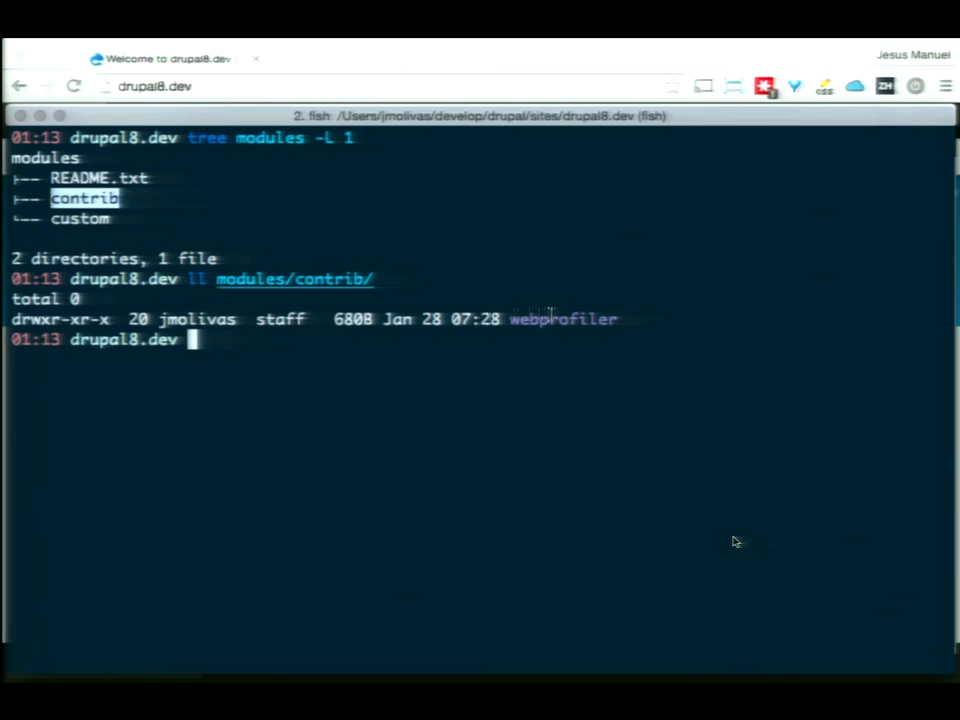 Welcome to drupal8.dev
Jesus Manuel
drupal8.dev
css
ZH
2. fish /Users/jmolivas/develop/drupal/sites/drupal8.dev (fish)
01:13 drupal8.dev tree modules -L 1
modules
├── README.txt
├── contrib
└── custom
2 directories, 1 file
01:13 drupal8.dev ll modules/contrib/
total 0
drwxr-xr-x 20 jmolivas staff 680B Jan 28 07:28 webprofiler
01:13 drupal8.dev